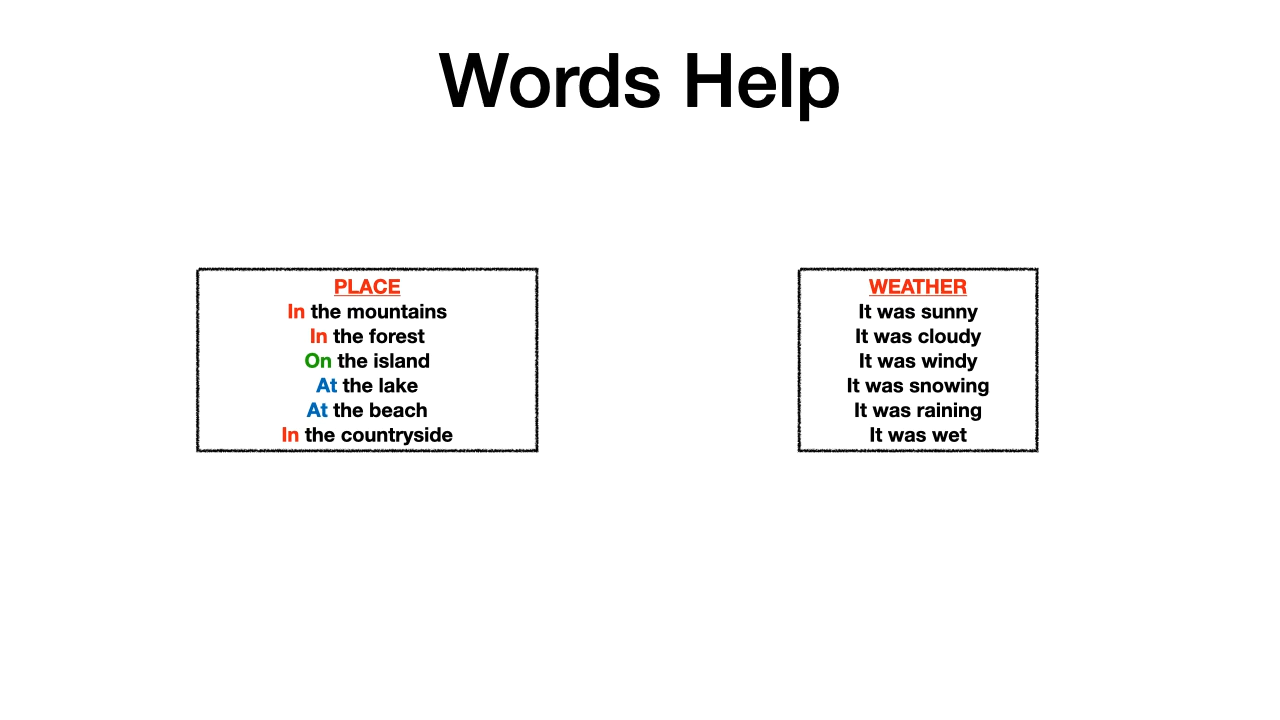 Words Help
PLACE
In the mountains
In the forest
On the island
At the lake
At the beach
In the countryside
WEATHER
It was sunny
It was cloudy
It was windy
It was snowing
It was raining
It was wet